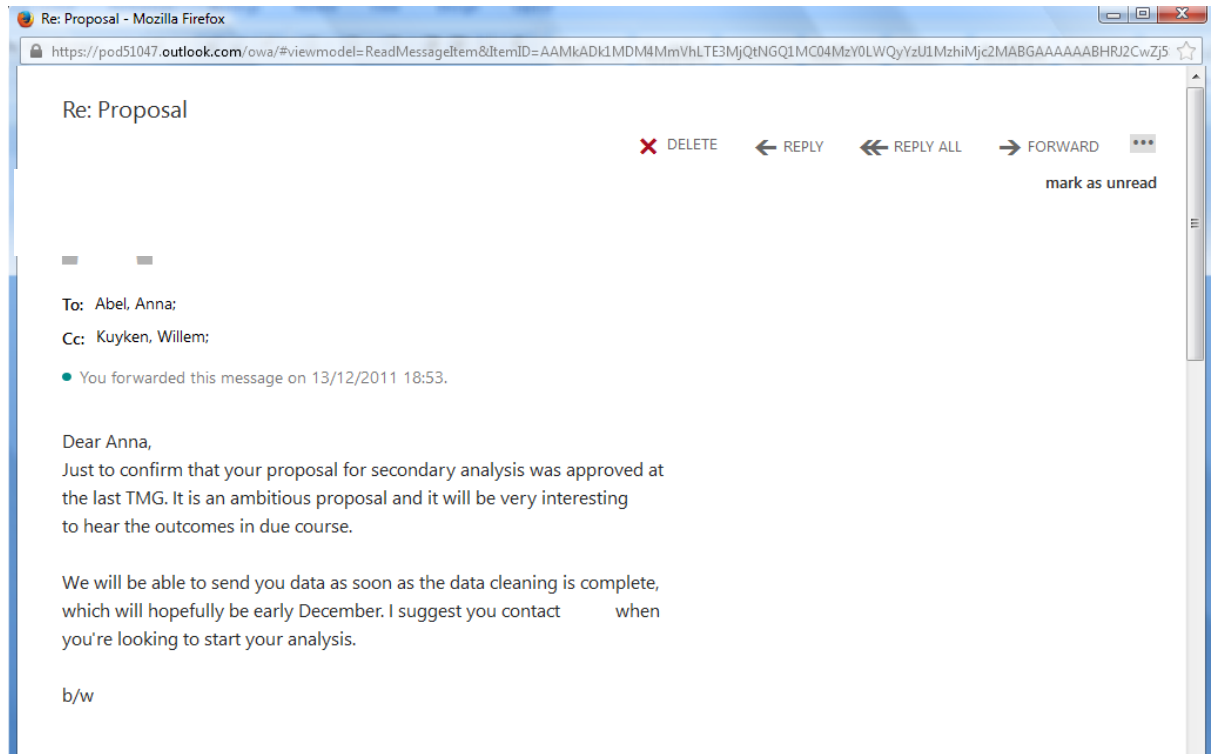 Re: Proposal - Mozilla Firefox
https://pod51047.outlook.com/owa/#viewmodel=ReadMessageItem&ItemID=AAMkADk1MDM4MmVhLTE3MjQtNGQ1MC04MzY0LWQyYzU1MzhiMjc2MABGAAAAAABHRJ2CwZj5
Re: Proposal
DELETE REPLY REPLY ALL FORWARD •••
mark as unread
To: Abel, Anna;
Cc: Kuyken, Willem;
You forwarded this message on 13/12/2011 18:53.
Dear Anna,
Just to confirm that your proposal for secondary analysis was approved at
the last TMG. It is an ambitious proposal and it will be very interesting
to hear the outcomes in due course.
We will be able to send you data as soon as the data cleaning is complete,
which will hopefully be early December. I suggest you contact when
you're looking to start your analysis.
b/w